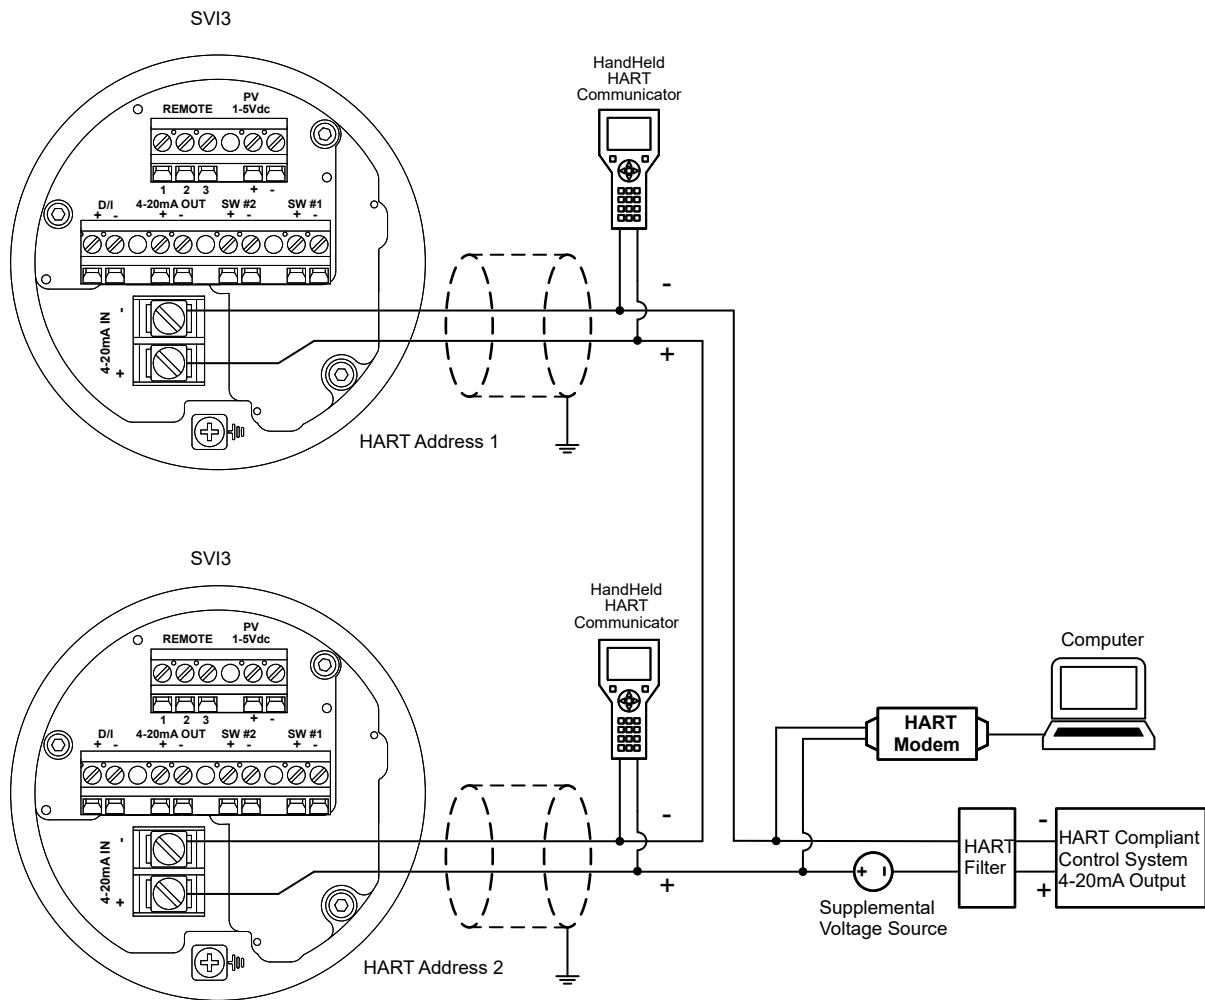 SVI3
HandHeld
HART
Communicator
PV
REMOTE 1-5Vdc
1 2 3 + -
D/I 4-20mA OUT SW #2 SW #1
+ - + - + - + -
-
4-20mA IN
+
-
+
HART Address 1
SVI3
HandHeld
HART
Communicator
PV
REMOTE 1-5Vdc
1 2 3 + -
D/I 4-20mA OUT SW #2 SW #1
+ - + - + - + -
-
4-20mA IN
+
-
+
HART Address 2
Computer
HART
Modem
HART
Filter
-
+
HART Compliant
Control System
4-20mA Output
+ -
Supplemental
Voltage Source